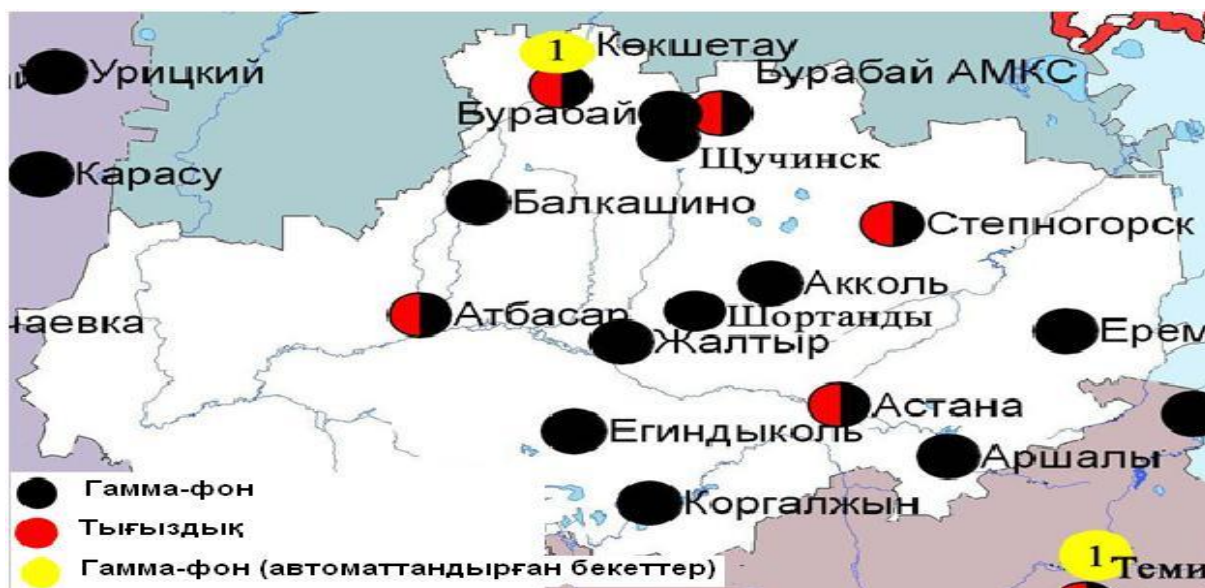 1
Көкшетау
Урицкий
Бурабай АМКС
Бурабай
Щучинск
Карасу
Балкашино
Степногорск
Акколь
Атбасар
Шортанды
чаевка
Жалтыр
Ерем
Астана
Егиндыколь
Аршалы
Коргалжын
Гамма-фон
Тығыздық
Гамма-фон (автоматтандырған бекеттер)
1
Теми